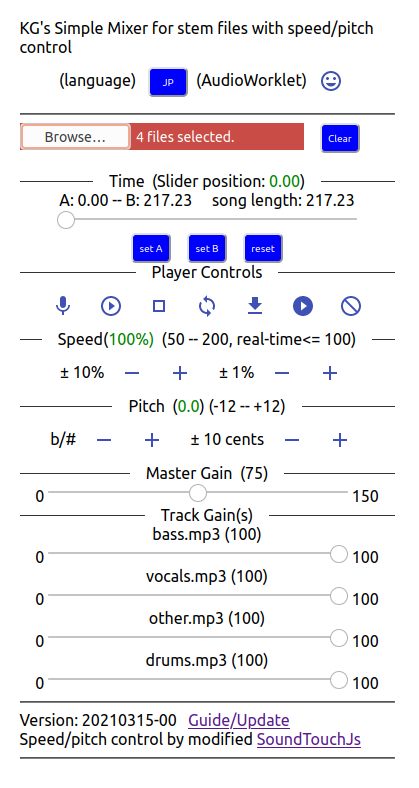 KG's Simple Mixer for stem files with speed/pitch
control
(language) JP (AudioWorklet)
Browse... 4 files selected. Clear
Time (Slider position: 0.00)
A: 0.00 -- B: 217.23 song length: 217.23
set A set B reset
Player Controls
Speed(100%) (50 -- 200, real-time<= 100)
± 10% − + ± 1% − +
Pitch (0.0) (-12 -- +12)
b/# − + ± 10 cents − +
Master Gain (75)
0 150
Track Gain(s)
bass.mp3 (100)
0 100
vocals.mp3 (100)
0 100
other.mp3 (100)
0 100
drums.mp3 (100)
0 100
Version: 20210315-00 Guide/Update
Speed/pitch control by modified SoundTouchJs